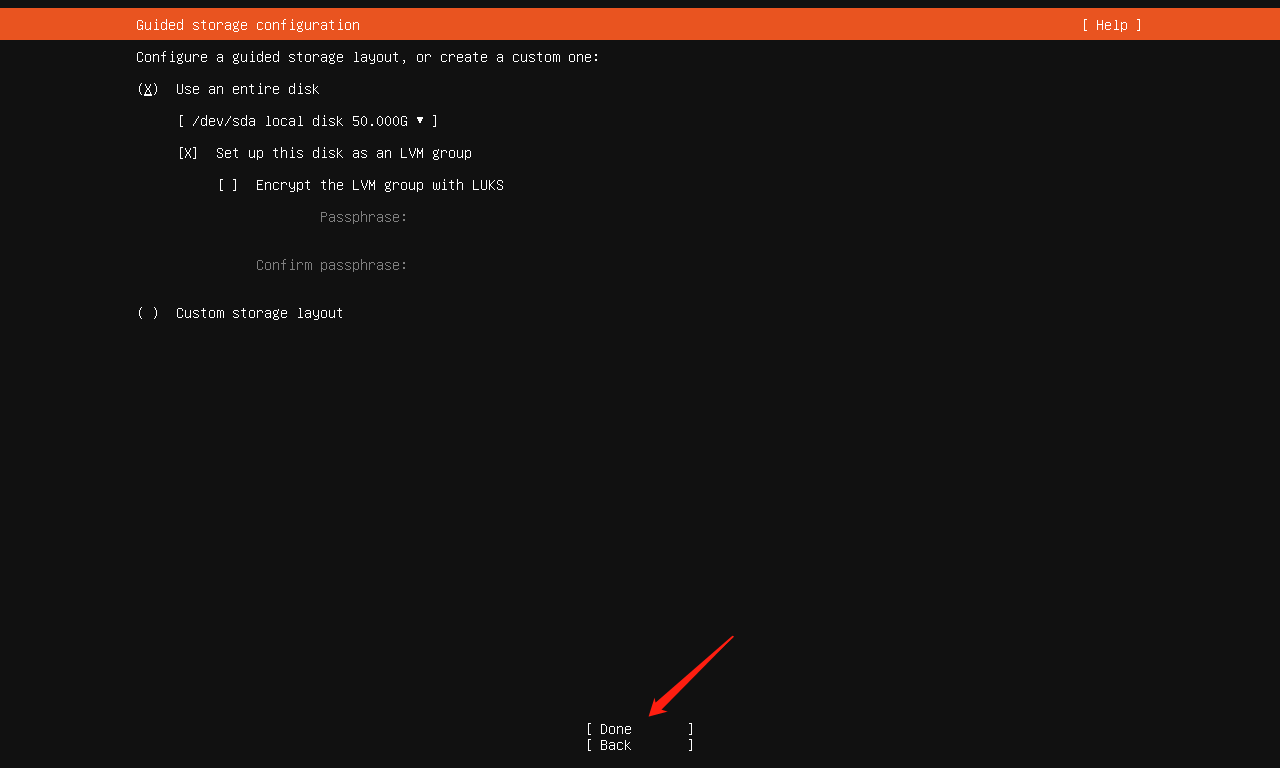 Guided storage configuration [ Help ]
Configure a guided storage layout, or create a custom one:
(X) Use an entire disk
[ /dev/sda local disk 50.000G ▾ ]
[X] Set up this disk as an LVM group
[ ] Encrypt the LVM group with LUKS
Passphrase:
Confirm passphrase:
( ) Custom storage layout
[ Done ]
[ Back ]